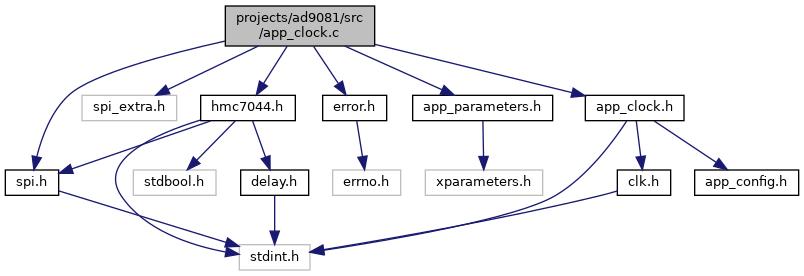 projects/ad9081/src
/app_clock.c
spi_extra.h
hmc7044.h
error.h
app_parameters.h
app_clock.h
spi.h
stdbool.h
delay.h
errno.h
xparameters.h
clk.h
app_config.h
stdint.h